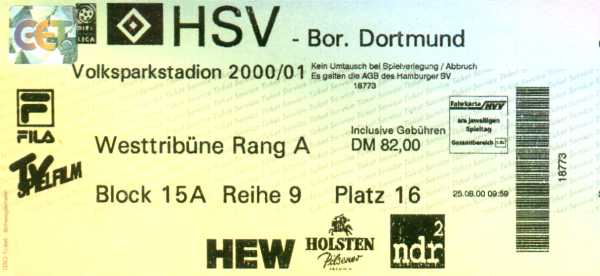 CET
HSV - Bor. Dortmund
Volksparkstadion 2000/01
Kein Umtausch bei Spielverlegung / Abbruch
Es gelten die AGB des Hamburger SV
18773
FILA
TV SPIELFILM
Westtribüne Rang A
Inclusive Gebühren
DM 82,00
Fahrkarte HVV
am jeweiligen
Spieltag
Gesamtbereich
Block 15A Reihe 9 Platz 16
25.08.00 09:59
18773
HEW
HOLSTEN
Pilsener
ndr 2